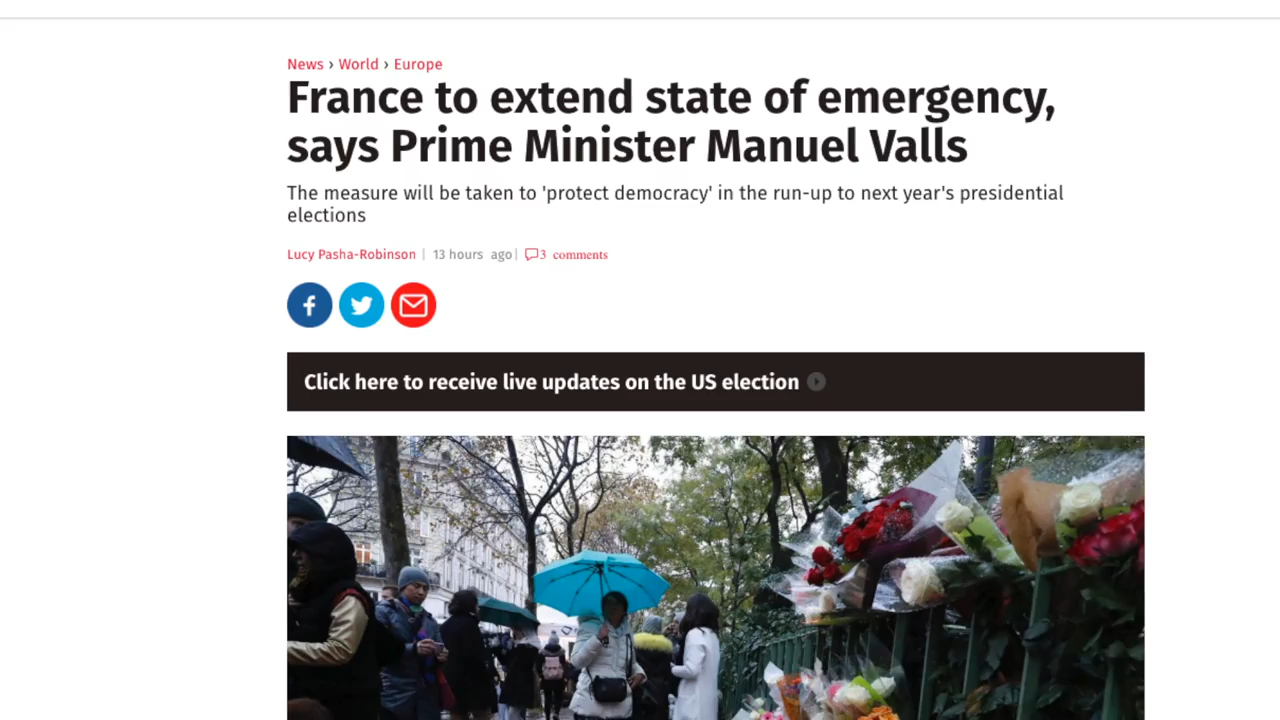 News › World › Europe
France to extend state of emergency,
says Prime Minister Manuel Valls
The measure will be taken to 'protect democracy' in the run-up to next year's presidential
elections
Lucy Pasha-Robinson | 13 hours ago | 3 comments
Click here to receive live updates on the US election